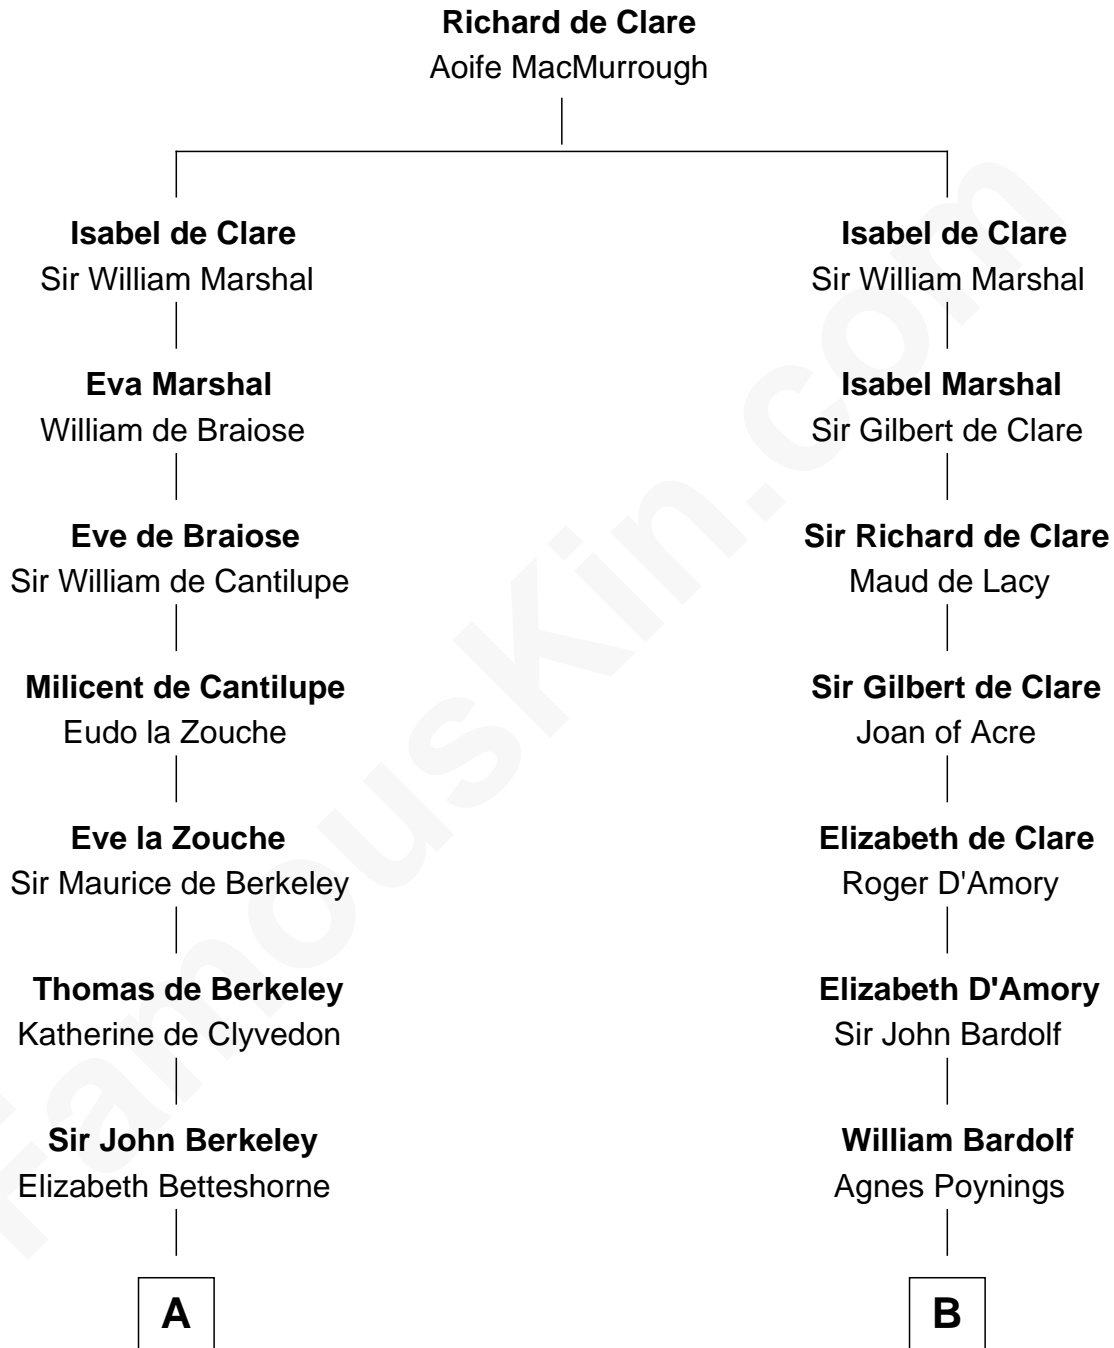 Richard de Clare
Aoife MacMurrough
Isabel de Clare
Sir William Marshal
Isabel de Clare
Sir William Marshal
Eva Marshal
William de Braiose
Isabel Marshal
Sir Gilbert de Clare
Eve de Braiose
Sir William de Cantilupe
Sir Richard de Clare
Maud de Lacy
Milicent de Cantilupe
Eudo la Zouche
Sir Gilbert de Clare
Joan of Acre
Eve la Zouche
Sir Maurice de Berkeley
Elizabeth de Clare
Roger D'Amory
Thomas de Berkeley
Katherine de Clyvedon
Elizabeth D'Amory
Sir John Bardolf
Sir John Berkeley
Elizabeth Betteshorne
William Bardolf
Agnes Poynings
A
B
FamousKin.com